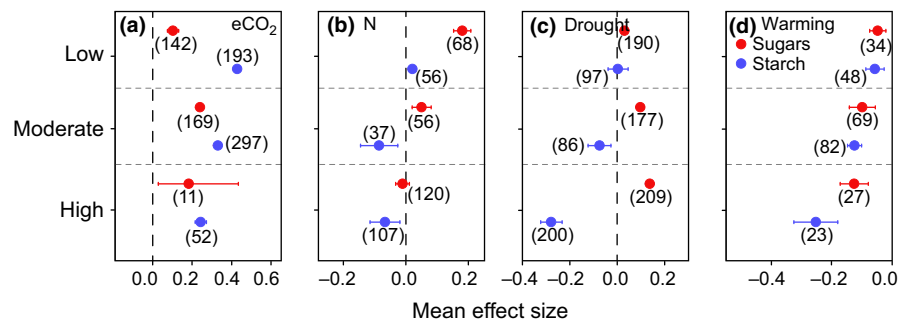 (a) eCO₂ (b) N (c) Drought (d) Warming
Sugars
Starch
Low
(142) (193) (68) (56) (190) (97) (34) (48)
Moderate
(169) (297) (56) (37) (177) (86) (69) (82)
High
(11) (52) (120) (107) (209) (200) (27) (23)
0.0 0.2 0.4 0.6 −0.2 0.0 0.2 −0.4 −0.2 0.0 0.2 −0.4 −0.2 −0.0
Mean effect size